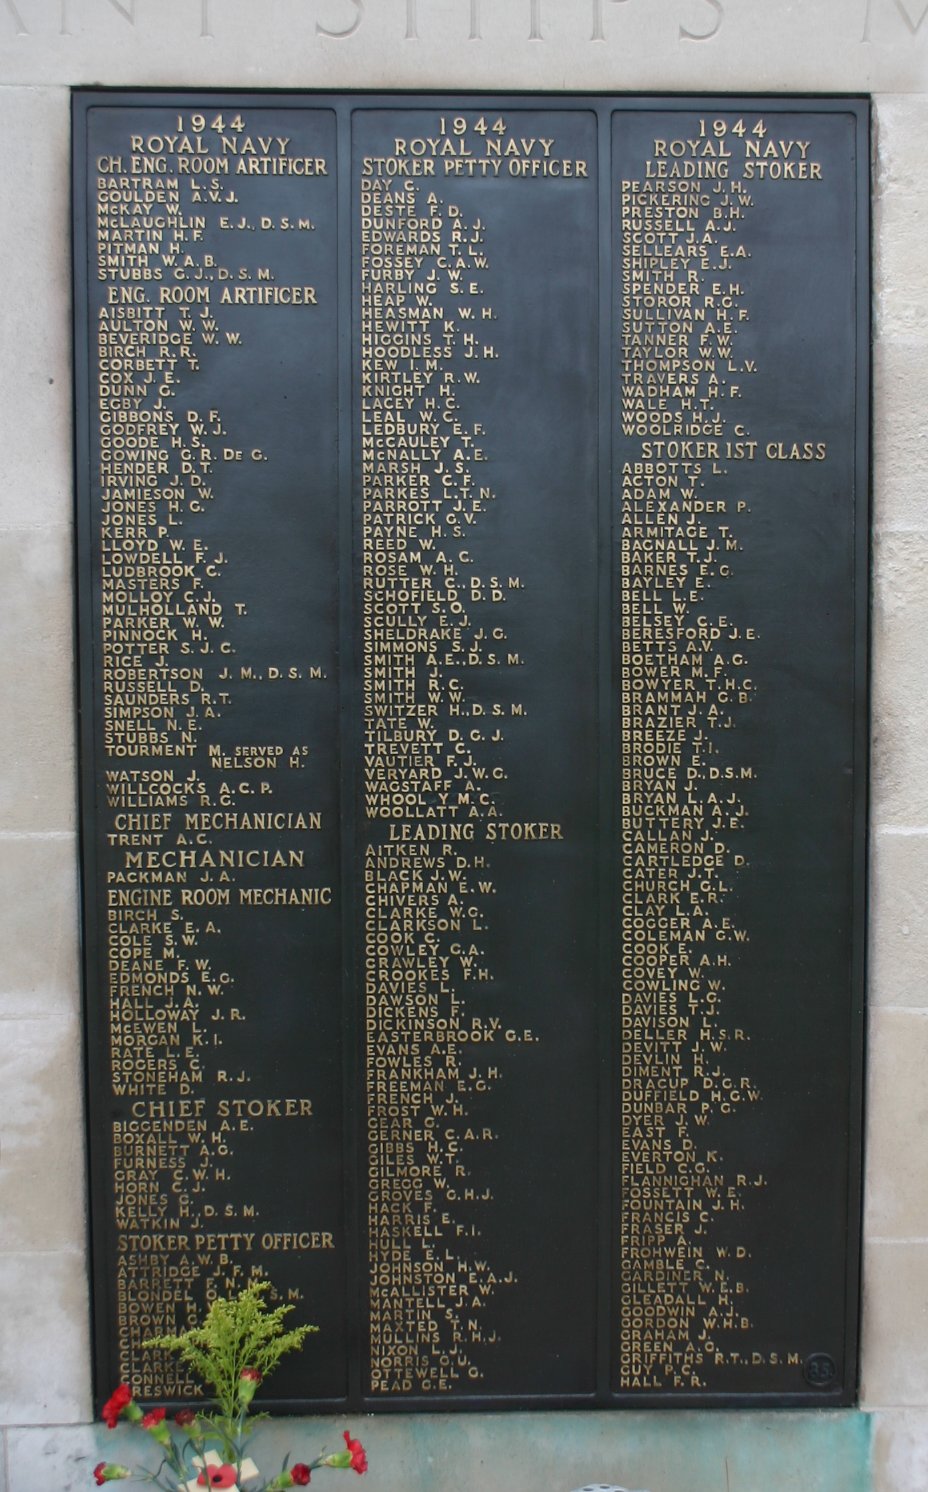 ANT SHIPS M
1944
ROYAL NAVY
CH. ENG. ROOM ARTIFICER
BARTRAM L.S.
GOULDEN A.V.J.
McKAY W.
McLAUGHLIN E.J., D.S.M.
MARTIN H.F.
PITMAN H.
SMITH W.A.B.
STUBBS G.J., D.S.M.
ENG. ROOM ARTIFICER
AISBITT T.J.
AULTON W.W.
BEVERIDGE W.W.
BIRCH R.R.
CORBETT T.
COX J.E.
DUNN G.
EGBY J.
GIBBONS D.F.
GODFREY W.J.
GOODE H.S.
GOWING G.R. De G.
HENDER D.T.
IRVING J.D.
JAMIESON W.
JONES H.G.
JONES L.
KERR P.
LLOYD W.E.
LOWDELL F.J.
LUDBROOK C.
MASTERS F.
MOLLOY C.J.
MULHOLLAND T.
PARKER W.W.
PINNOCK W.
POTTER S.J.C.
RICE J.
ROBERTSON J.M., D.S.M.
RUSSELL D.
SAUNDERS R.T.
SIMPSON J.A.
SNELL N.E.
STUBBS N.
TOURMENT M. SERVED AS
NELSON H.
WATSON J.
WILLCOCKS A.C.P.
WILLIAMS R.G.
CHIEF MECHANICIAN
TRENT A.C.
MECHANICIAN
PACKMAN J.A.
ENGINE ROOM MECHANIC
BIRCH S.
CLARKE E.A.
COLE S.W.
COPE M.
DEANE F.W.
EDMONDS E.G.
FRENCH N.W.
HALL J.A.
HOLLOWAY J.R.
McEWEN L.
MORGAN K.I.
RATE L.E.
ROGERS C.
STONEHAM R.J.
WHITE D.
CHIEF STOKER
BIGGENDEN A.E.
BOXALL W.H.
BURNETT A.G.
FURNESS J.
GRAY C.W.H.
HORN C.J.
JONES G.
KELLY H., D.S.M.
WATKIN J.
STOKER PETTY OFFICER
ASHBY A.W.B.
ATTRIDGE J.F.M.
BARRETT F.N.
BLONDEL D.S.M.
BOWEN H.
CLARKE
CONNELL
CRESWICK
1944
ROYAL NAVY
STOKER PETTY OFFICER
DAY C.
DEANS A.
DESTE F.D.
DUNFORD A.J.
EDWARDS R.J.
FOREMAN T.L.
FOSSEY C.A.W.
FURBY J.W.
HARLING S.E.
HEAP W.
HEASMAN W.H.
HEWITT K.
HIGGINS T.H.
HOODLESS J.H.
KEW I.M.
KIRTLEY R.W.
KNIGHT H.
LACEY H.C.
LEAL W.G.
LEDBURY E.F.
McCAULEY T.
McNALLY A.E.
MARSH J.S.
PARKER C.F.
PARKES L.T.N.
PARROTT J.E.
PATRICK G.V.
PAYNE H.S.
REED W.
ROSAM A.C.
ROSE W.H.
RUTTER C., D.S.M.
SCHOFIELD D.D.
SCOTT S.O.
SCULLY E.J.
SHELDRAKE J.G.
SIMMONS S.J.
SMITH A.E., D.S.M.
SMITH J.
SMITH R.C.
SMITH W.
SWITZER H., D.S.M.
TATE W.
TILBURY D.G.J.
TREVETT C.
VAUTIER F.J.
VERYARD J.W.G.
WAGSTAFF A.
WHOOLEY M.C.
WOOLLATT A.A.
LEADING STOKER
AITKEN R.
ANDREWS D.H.
BLACK J.W.
CHAPMAN E.W.
CHIVERS A.
CLARKE W.G.
CLARKSON L.
COOK G.
COWLEY G.A.
CRAWLEY W.
CROOKES F.H.
DAVIES L.
DAWSON L.
DICKENS F.
DICKINSON R.V.
EASTERBROOK G.E.
EVANS A.E.
FOWLES R.
FRANKHAM J.H.
FREEMAN E.G.
FRENCH J.
FROST W.H.
GEAR G.
GERNER C.A.R.
GIBBS H.C.
GILES W.T.
GILMORE R.
GREGG W.
GROVES G.H.J.
HACK F.
HARRIS E.
HASKELL F.I.
HULL L.
HYDE E.L.
JOHNSON H.W.
JOHNSTON E.A.J.
McALLISTER W.
MANTELL J.A.
MARTIN S.
MAXTED T.N.
MULLINS R.H.J.
NIXON L.J.
NORRIS G.U.
OTTEWELL G.
PEAD G.E.
1944
ROYAL NAVY
LEADING STOKER
PEARSON J.H.
PICKERING J.W.
PRESTON B.H.
RUSSELL A.J.
SCOTT J.A.
SELLEARS E.A.
SHIPLEY E.J.
SMITH R.
SPENDER E.H.
STOROR R.G.
SULLIVAN H.F.
SUTTON A.E.
TANNER F.W.
TAYLOR W.W.
THOMPSON L.V.
TRAVERS A.
WADHAM H.F.
WALE H.T.
WOODS H.J.
WOOLRIDGE C.
STOKER 1ST CLASS
ABBOTTS L.
ACTON T.
ADAM W.
ALEXANDER P.
ALLEN J.
ARMITAGE T.
BAGNALL J.M.
BAKER T.J.
BARNES E.G.
BAYLEY F.
BELL L.E.
BELL W.
BELSEY C.E.
BERESFORD J.E.
BETTS A.V.
BOETHAM A.G.
BOWER M.F.
BOWYER T.H.C.
BRAMMAH G.B.
BRANT J.A.
BRAZIER T.J.
BREEZE J.
BRODIE T.I.
BROWN E.
BRUCE D., D.S.M.
BRYAN J.
BRYAN L.A.J.
BUCKMAN A.J.
BUTTERY J.E.
CALLAN J.
CAMERON D.
CARTLEDGE D.
CATER J.T.
CHURCH G.L.
CLARK E.R.
CLAY L.A.
COGGER A.E.
COLEMAN G.W.
COOK E.
COOPER A.H.
COVEY W.
COWLING W.
DAVIES L.G.
DAVIES T.J.
DAVISON L.
DELLER H.S.R.
DEVITT J.W.
DEVLIN H.
DIMENT R.J.
DRACUP D.G.R.
DUFFIELD H.G.W.
DUNBAR P.G.
DYER J.W.
EAST F.
EVANS D.
EVERTON K.
FIELD C.G.
FLANNIGHAN R.J.
FOSSETT W.E.
FOUNTAIN J.H.
FRANCIS C.
FRASER J.
FRIPP A.
FROHWEIN W.D.
GAMBLE C.
GARDINER N.
GILLETT W.E.B.
GLEADALL H.
GOODWIN A.J.
GORDON W.H.B.
GRAHAM J.
GREEN A.G.
GRIFFITHS R.T., D.S.M.
GUY P.C.
HALL F.R.
85